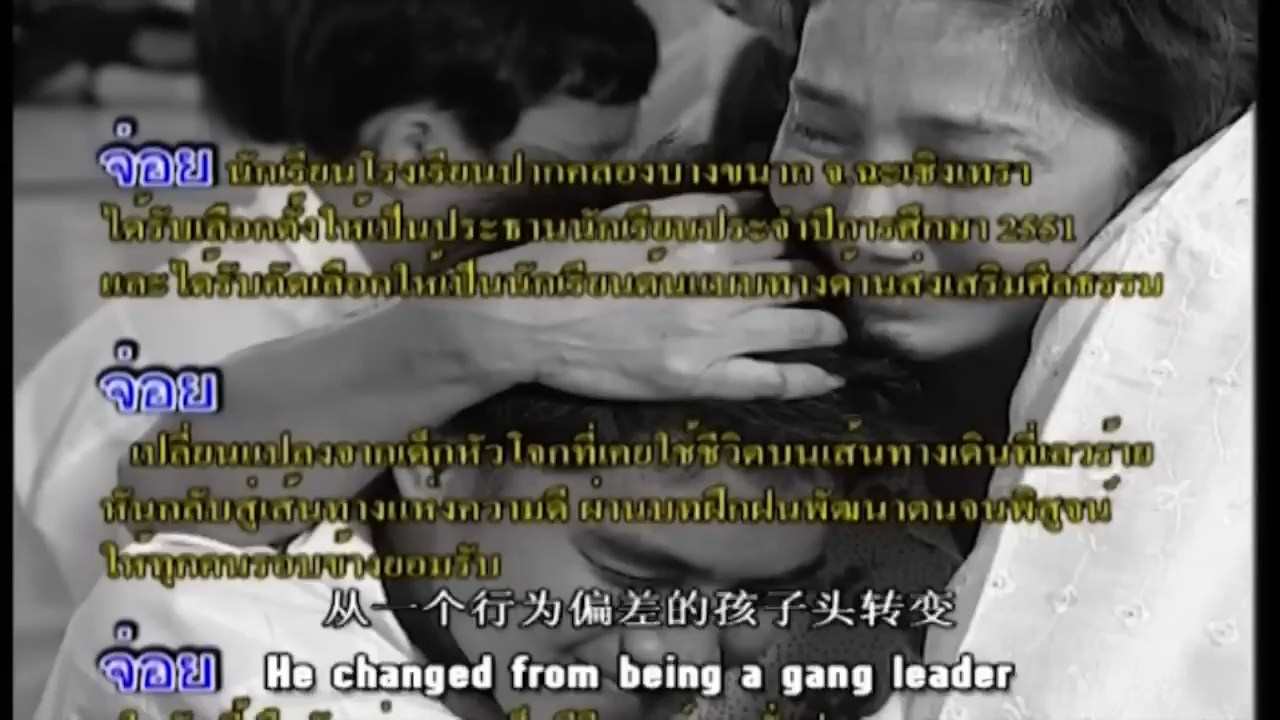 จ่อย นักเรียนโรงเรียนปากคลองบางขนาก จ.ฉะเชิงเทรา
ได้รับเลือกตั้งให้เป็นประธานนักเรียนประจำปีการศึกษา 2551
และได้รับคัดเลือกให้เป็นนักเรียนต้นแบบทางด้านส่งเสริมศีลธรรม
จ่อย
เปลี่ยนแปลงจากเด็กหัวโจกที่เคยใช้ชีวิตบนเส้นทางเดินที่เลวร้าย
หันกลับสู่เส้นทางแห่งความดี ผ่านบทฝึกฝนพัฒนาตนจนพิสูจน์
ให้ทุกคนรอบข้างยอมรับ
从一个行为偏差的孩子头转变
จ่อย He changed from being a gang leader